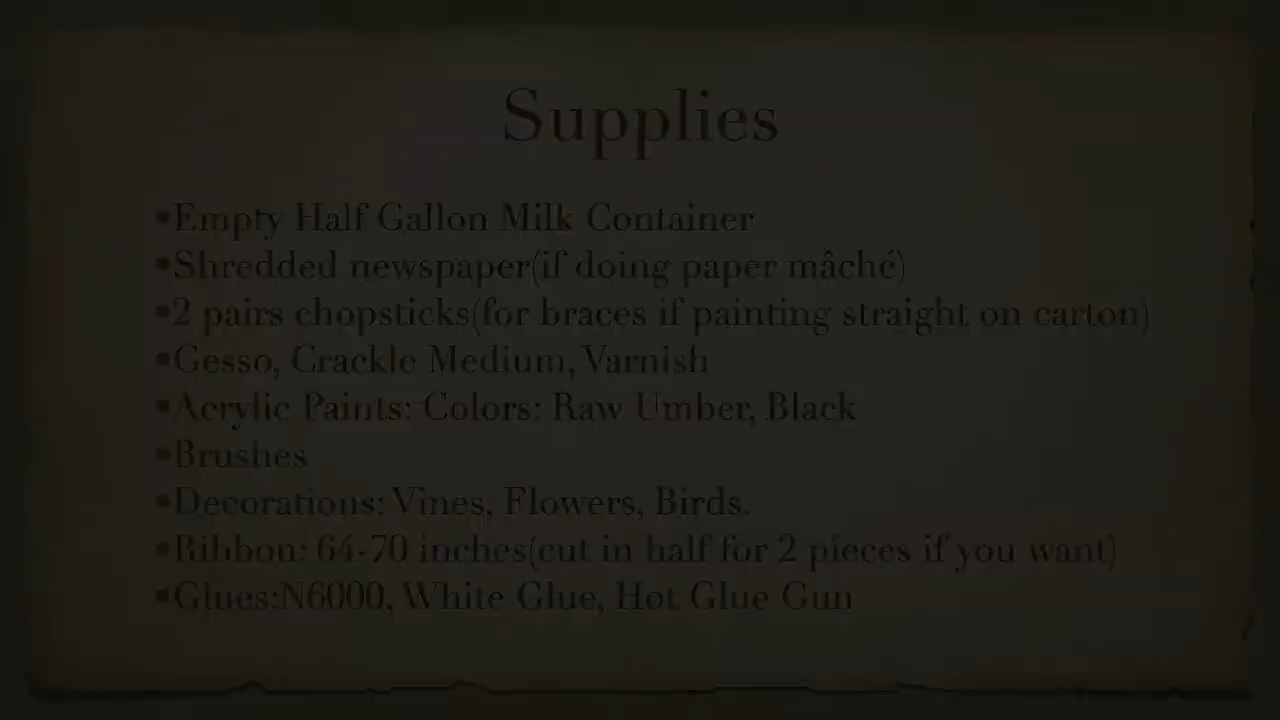 Supplies
•Empty Half Gallon Milk Container
•Shredded newspaper(if doing paper mâché)
•2 pairs chopsticks(for braces if painting straight on carton)
•Gesso, Crackle Medium, Varnish
•Acrylic Paints: Colors: Raw Umber, Black
•Brushes
•Decorations: Vines, Flowers, Birds.
•Ribbon: 64-70 inches(cut in half for 2 pieces if you want)
•Glues:N6000, White Glue, Hot Glue Gun